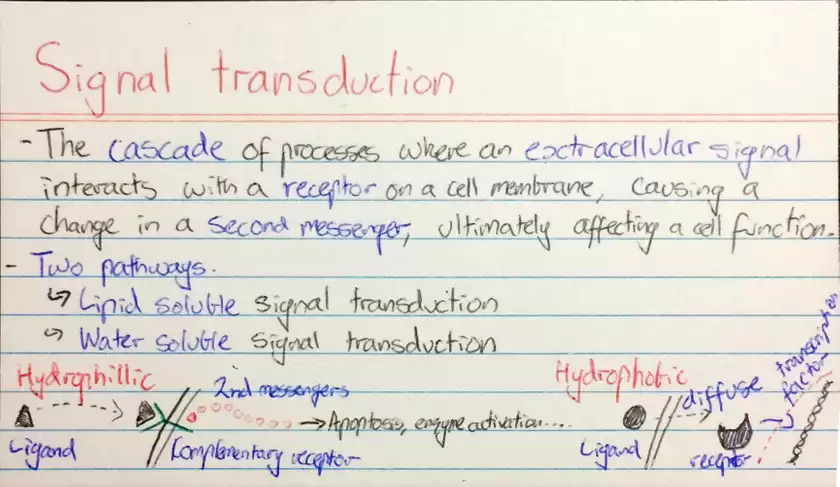 Signal transduction
- The cascade of processes where an extracellular signal
interacts with a receptor on a cell membrane, causing a
change in a second messenger, ultimately affecting a cell function.
- Two pathways.
↳ Lipid soluble signal transduction
↳ Water soluble signal transduction
Hydrophillic
2nd messengers
→ Apoptosis, enzyme activation....
Ligand
Complementary receptor
Hydrophobic
diffuse
transcription
factor
Ligand
receptor